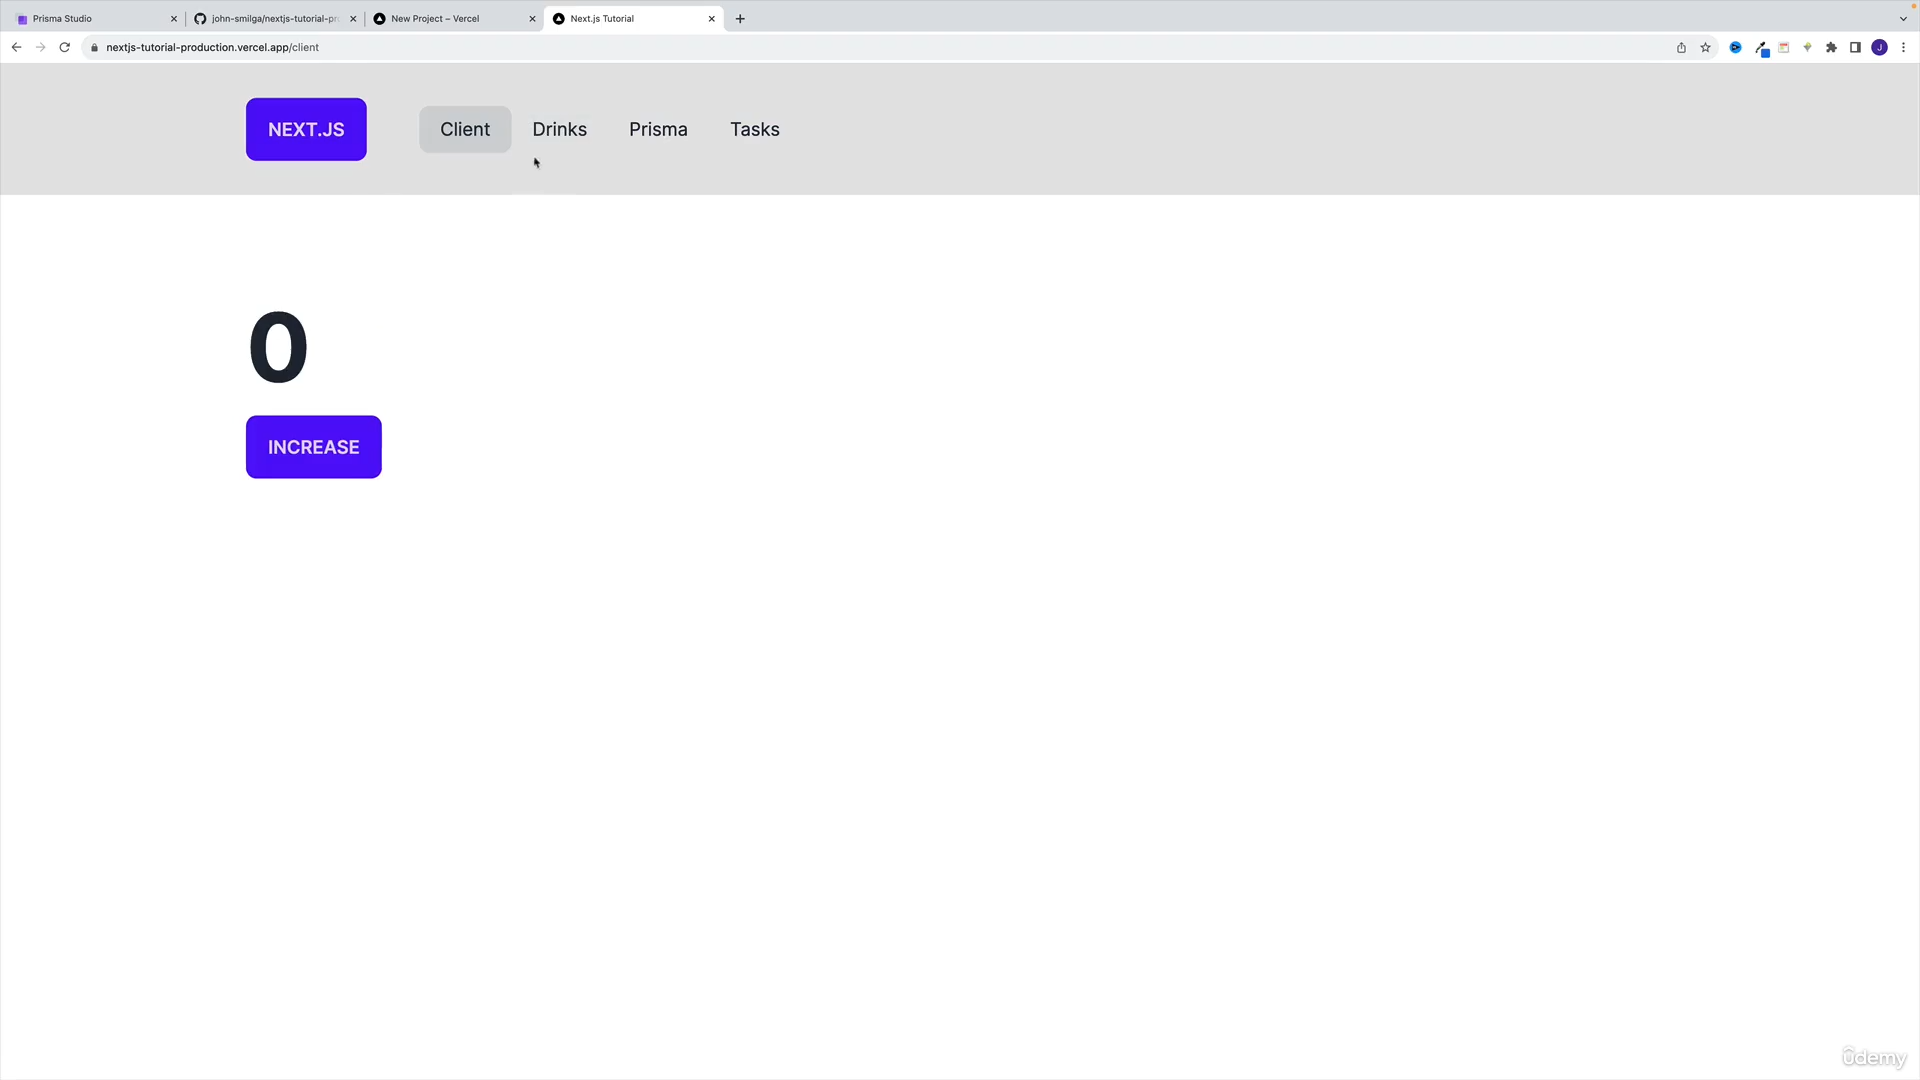 Prisma Studio
john-smilga/nextjs-tutorial-pr
New Project – Vercel
Next.js Tutorial
nextjs-tutorial-production.vercel.app/client
J
NEXT.JS
Client
Drinks
Prisma
Tasks
0
INCREASE
ûdemy